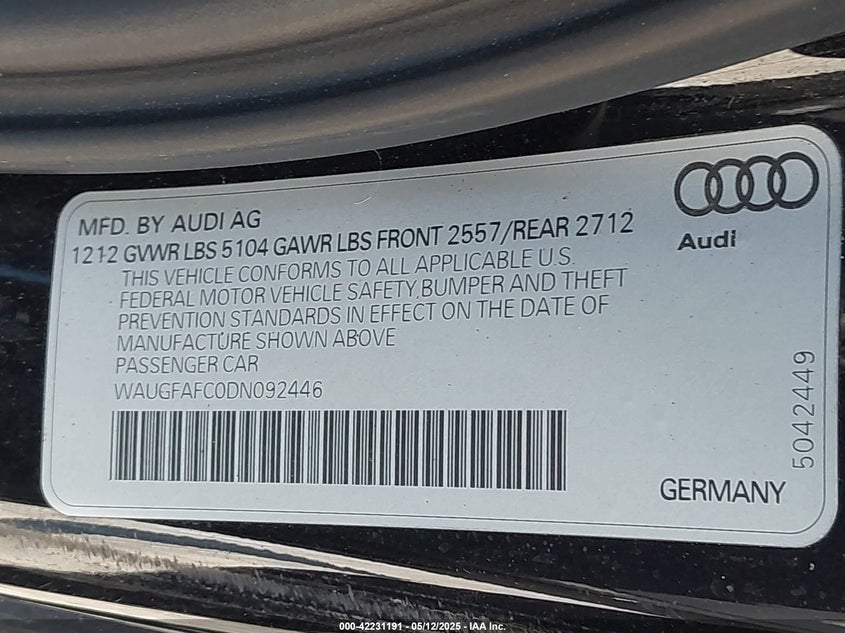 MFD. BY AUDI AG
1212 GVWR LBS 5104 GAWR LBS FRONT 2557/REAR 2712
THIS VEHICLE CONFORMS TO ALL APPLICABLE U.S.
FEDERAL MOTOR VEHICLE SAFETY, BUMPER AND THEFT
PREVENTION STANDARDS IN EFFECT ON THE DATE OF
MANUFACTURE SHOWN ABOVE
PASSENGER CAR
WAUGFAFC0DN092446
Audi
5042449
GERMANY
000-42231191 - 05/12/2025 - IAA Inc.